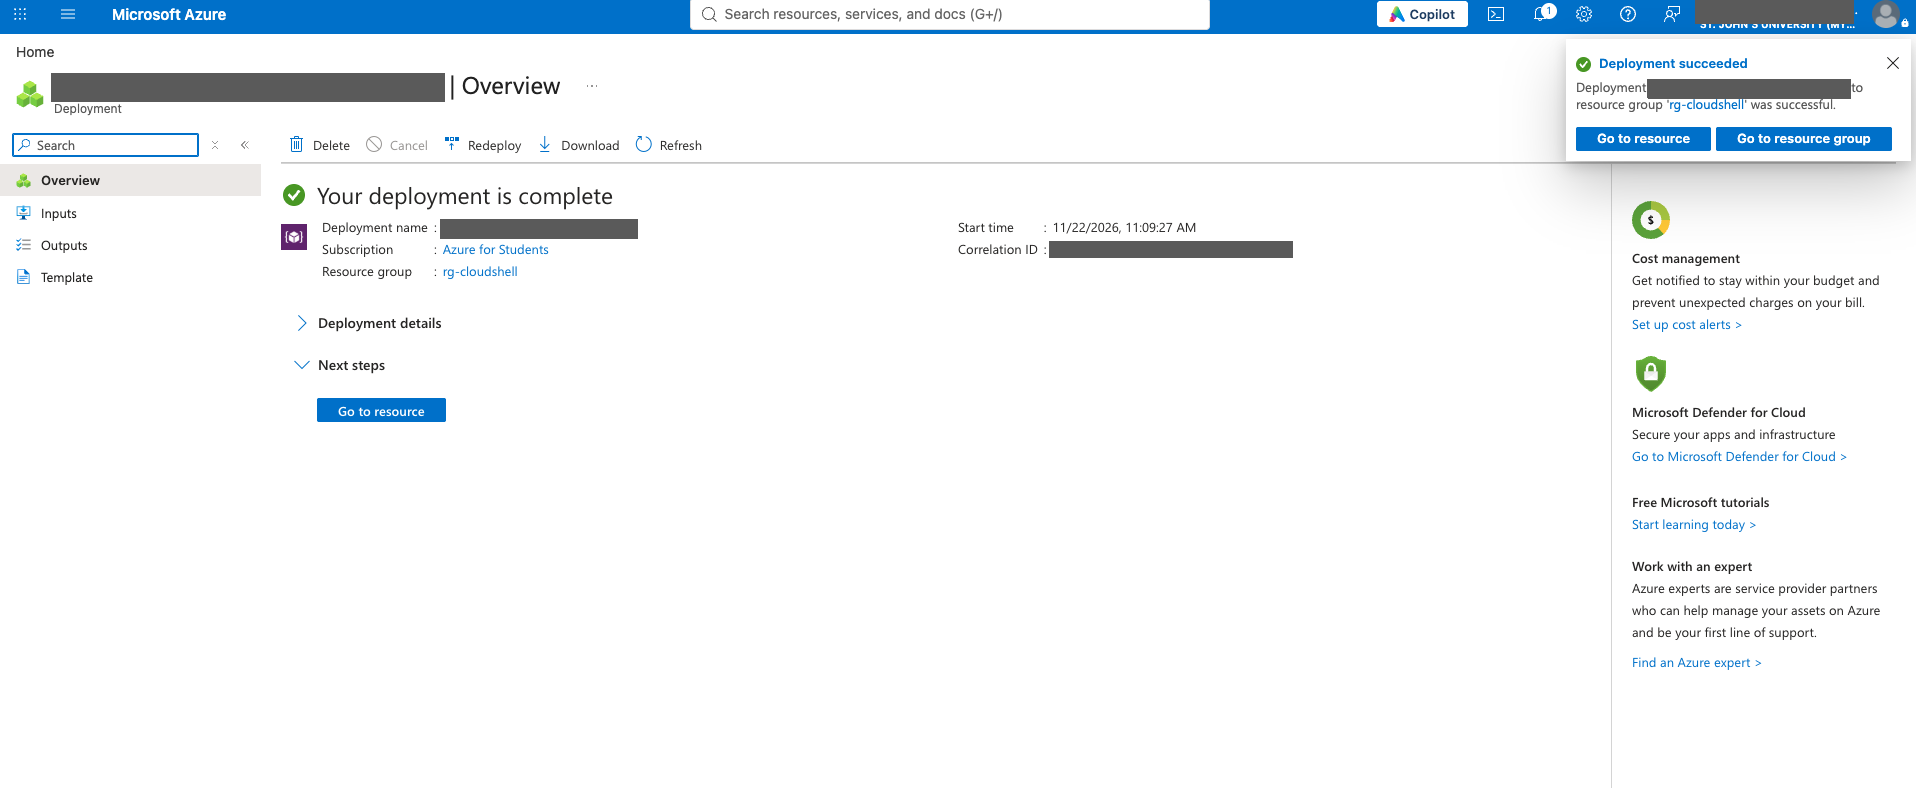 Microsoft Azure
Search resources, services, and docs (G+/)
Copilot
1
ST. JOHN'S UNIVERSITY (MY...
Home
| Overview
...
Deployment
Deployment succeeded
Deployment to
resource group 'rg-cloudshell' was successful.
Go to resource Go to resource group
Search
Delete Cancel Redeploy Download Refresh
Overview
Inputs
Outputs
Template
Your deployment is complete
Deployment name :
Subscription : Azure for Students
Resource group : rg-cloudshell
Start time : 11/22/2026, 11:09:27 AM
Correlation ID :
Deployment details
Next steps
Go to resource
Cost management
Get notified to stay within your budget and
prevent unexpected charges on your bill.
Set up cost alerts >
Microsoft Defender for Cloud
Secure your apps and infrastructure
Go to Microsoft Defender for Cloud >
Free Microsoft tutorials
Start learning today >
Work with an expert
Azure experts are service provider partners
who can help manage your assets on Azure
and be your first line of support.
Find an Azure expert >